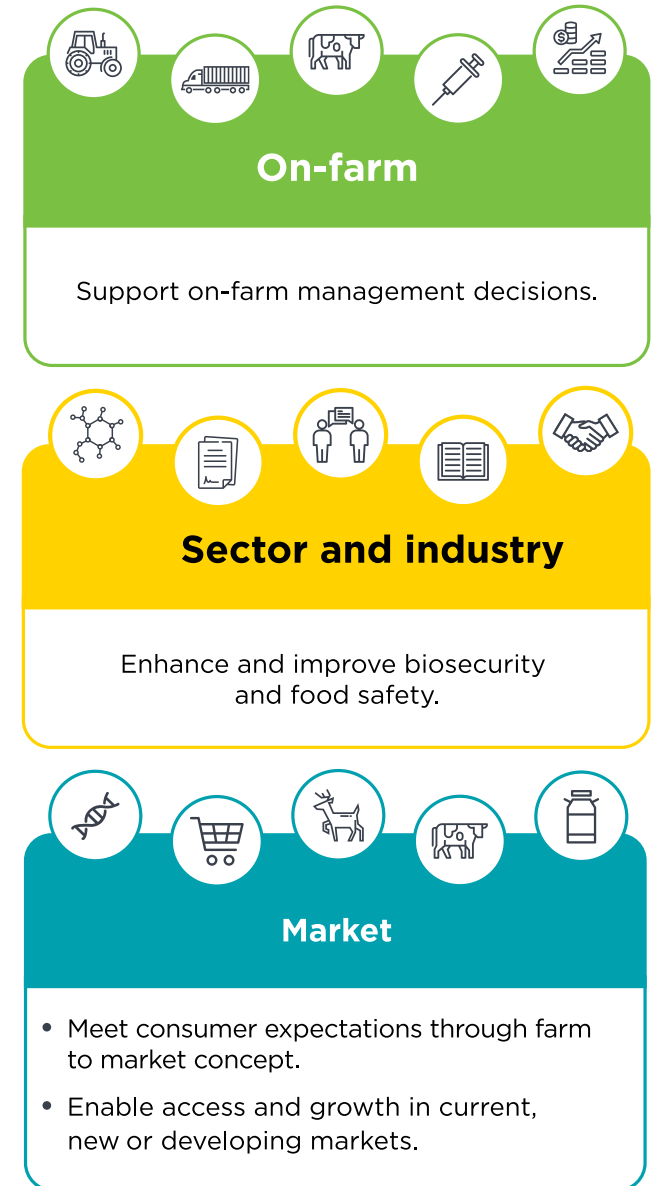 On-farm
Support on-farm management decisions.
Sector and industry
Enhance and improve biosecurity
and food safety.
Market
• Meet consumer expectations through farm
to market concept.
• Enable access and growth in current,
new or developing markets.